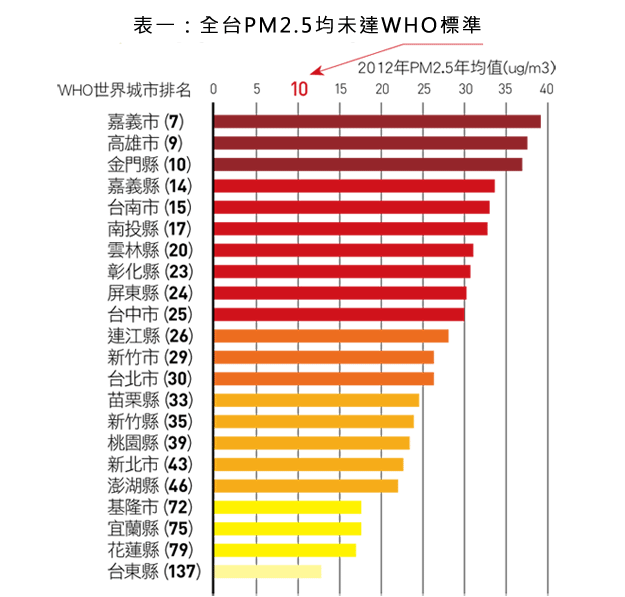 表一：全台PM2.5均未達WHO標準
2012年PM2.5年均值(ug/m3)
'WHO世界城市排名 0 5 10 15 20 25 30 35 40
嘉義市 (7)
高雄市 (9)
金門縣 (10)
嘉義縣 (14)
台南市 (15)
南投縣 (17)
雲林縣 (20)
彰化縣 (23)
屏東縣 (24)
台中市 (25)
連江縣 (26)
新竹市 (29)
台北市 (30)
苗栗縣 (33)
新竹縣 (35)
桃園縣 (39)
新北市 (43)
澎湖縣 (46)
基隆市 (72)
宜蘭縣 (75)
花蓮縣 (79)
台東縣 (137)